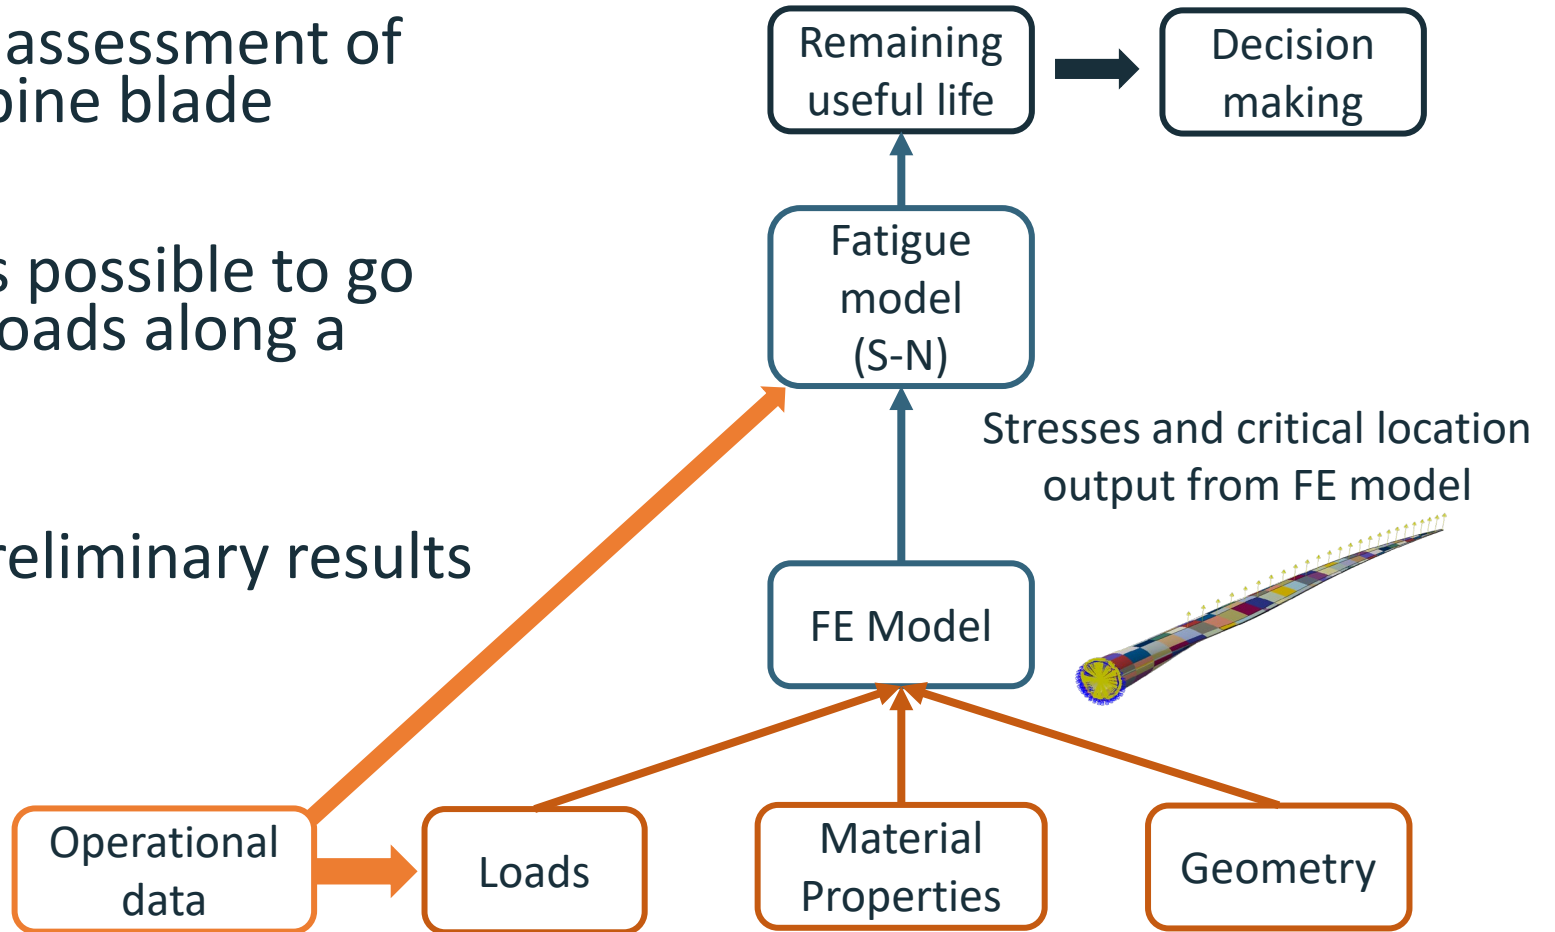 assessment of
bine blade
s possible to go
oads along a
reliminary results
Remaining
useful life
Decision
making
Fatigue
model
(S-N)
Stresses and critical location
output from FE model
FE Model
Operational
data
Loads
Material
Properties
Geometry